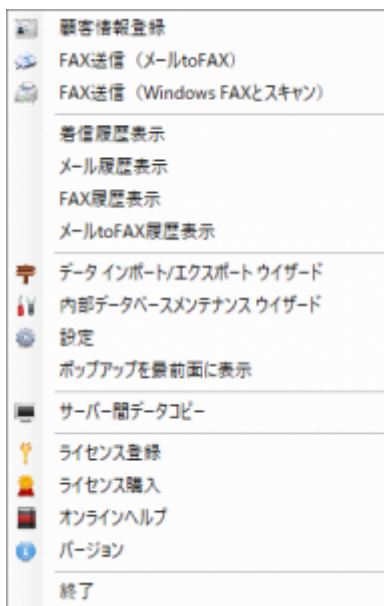 顧客情報登録
FAX送信（メールtoFAX）
FAX送信（Windows FAXとスキャン）
着信履歴表示
メール履歴表示
FAX履歴表示
メールtoFAX履歴表示
データ インポート/エクスポート ウイザード
内部データベースメンテナンス ウイザード
設定
ポップアップを最前面に表示
サーバー間データコピー
ライセンス登録
ライセンス購入
オンラインヘルプ
バージョン
終了